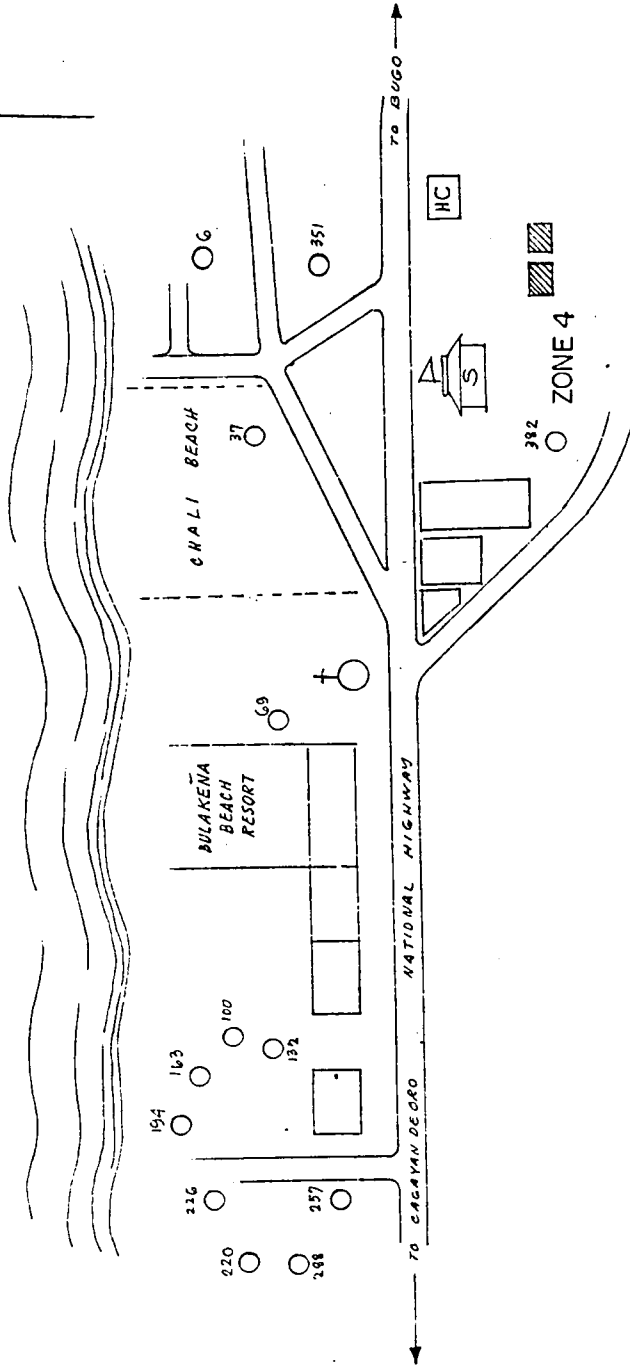 6
351
TO BUGO
HC
S
ZONE 4
382
37
CHALI BEACH
69
BULAKEÑA
BEACH
RESORT
NATIONAL HIGHWAY
100
132
163
194
226
257
220
288
TO CAGAYAN DE ORO